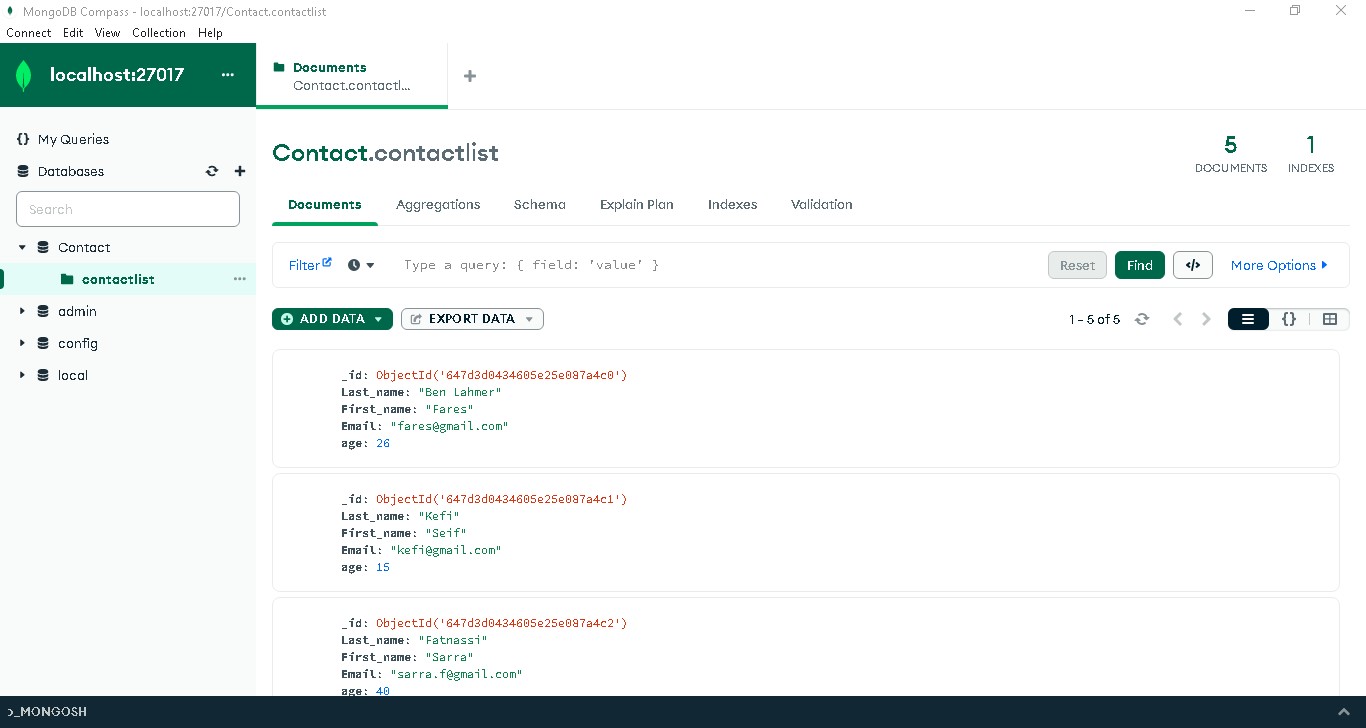 MongoDB Compass - localhost:27017/Contact.contactlist
Connect Edit View Collection Help
localhost:27017 ...
Documents
Contact.contactl...
My Queries
Databases
Search
Contact
contactlist
admin
config
local
Contact.contactlist
5
DOCUMENTS
1
INDEXES
Documents Aggregations Schema Explain Plan Indexes Validation
Filter Type a query: { field: 'value' } Reset Find </> More Options
ADD DATA EXPORT DATA 1 - 5 of 5 {}
_id: ObjectId('647d3d0434605e25e087a4c0')
Last_name: "Ben Lahmer"
First_name: "Fares"
Email: "fares@gmail.com"
age: 26
_id: ObjectId('647d3d0434605e25e087a4c1')
Last_name: "Kefi"
First_name: "Seif"
Email: "kefi@gmail.com"
age: 15
_id: ObjectId('647d3d0434605e25e087a4c2')
Last_name: "Fatnassi"
First_name: "Sarra"
Email: "sarra.f@gmail.com"
age: 40
>_MONGOSH